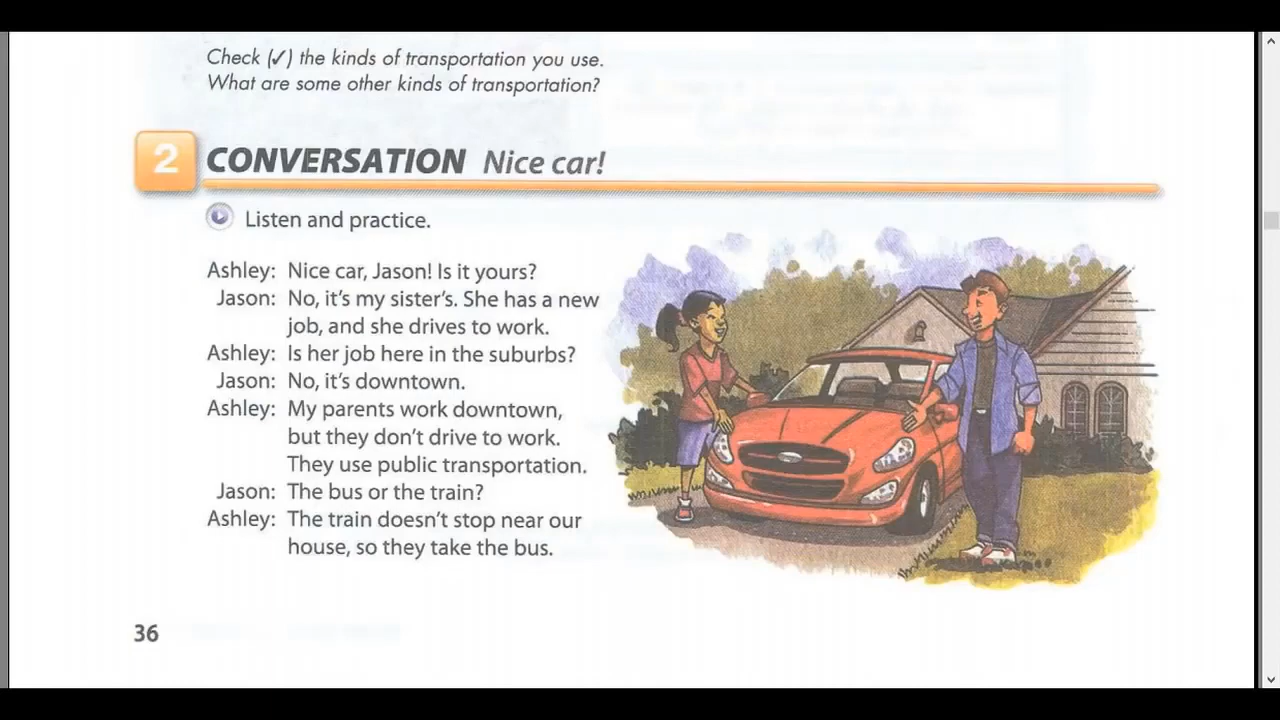 Check (✓) the kinds of transportation you use.
What are some other kinds of transportation?
2 CONVERSATION Nice car!
Listen and practice.
Ashley: Nice car, Jason! Is it yours?
Jason: No, it's my sister's. She has a new
job, and she drives to work.
Ashley: Is her job here in the suburbs?
Jason: No, it's downtown.
Ashley: My parents work downtown,
but they don't drive to work.
They use public transportation.
Jason: The bus or the train?
Ashley: The train doesn't stop near our
house, so they take the bus.
36